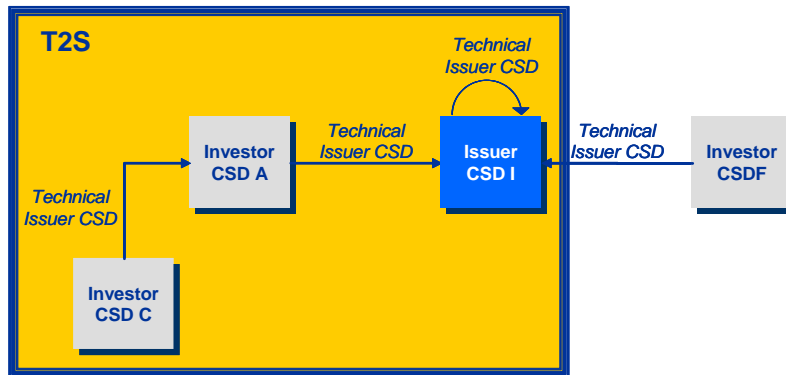 T2S
Technical
Issuer CSD
Investor
CSD A
Technical
Issuer CSD
Issuer
CSD I
Technical
Issuer CSD
Investor
CSDF
Technical
Issuer CSD
Investor
CSD C